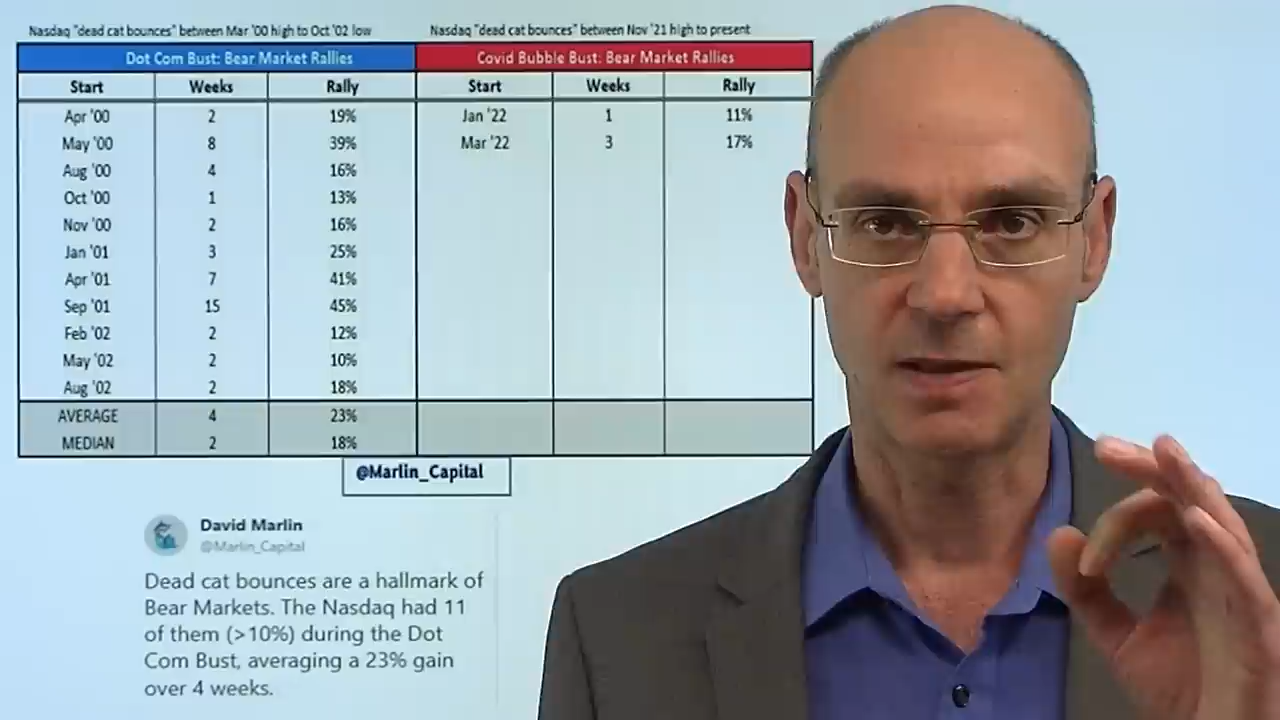 Nasdaq "dead cat bounces" between Mar '00 high to Oct '02 low
Nasdaq "dead cat bounces" between Nov '21 high to present
Dot Com Bust: Bear Market Rallies
Covid Bubble Bust: Bear Market Rallies
Start Weeks Rally Start Weeks Rally
Apr '00 2 19% Jan '22 1 11%
May '00 8 39% Mar '22 3 17%
Aug '00 4 16%
Oct '00 1 13%
Nov '00 2 16%
Jan '01 3 25%
Apr '01 7 41%
Sep '01 15 45%
Feb '02 2 12%
May '02 2 10%
Aug '02 2 18%
AVERAGE 4 23%
MEDIAN 2 18%
@Marlin_Capital
David Marlin
@Marlin_Capital
Dead cat bounces are a hallmark of
Bear Markets. The Nasdaq had 11
of them (>10%) during the Dot
Com Bust, averaging a 23% gain
over 4 weeks.